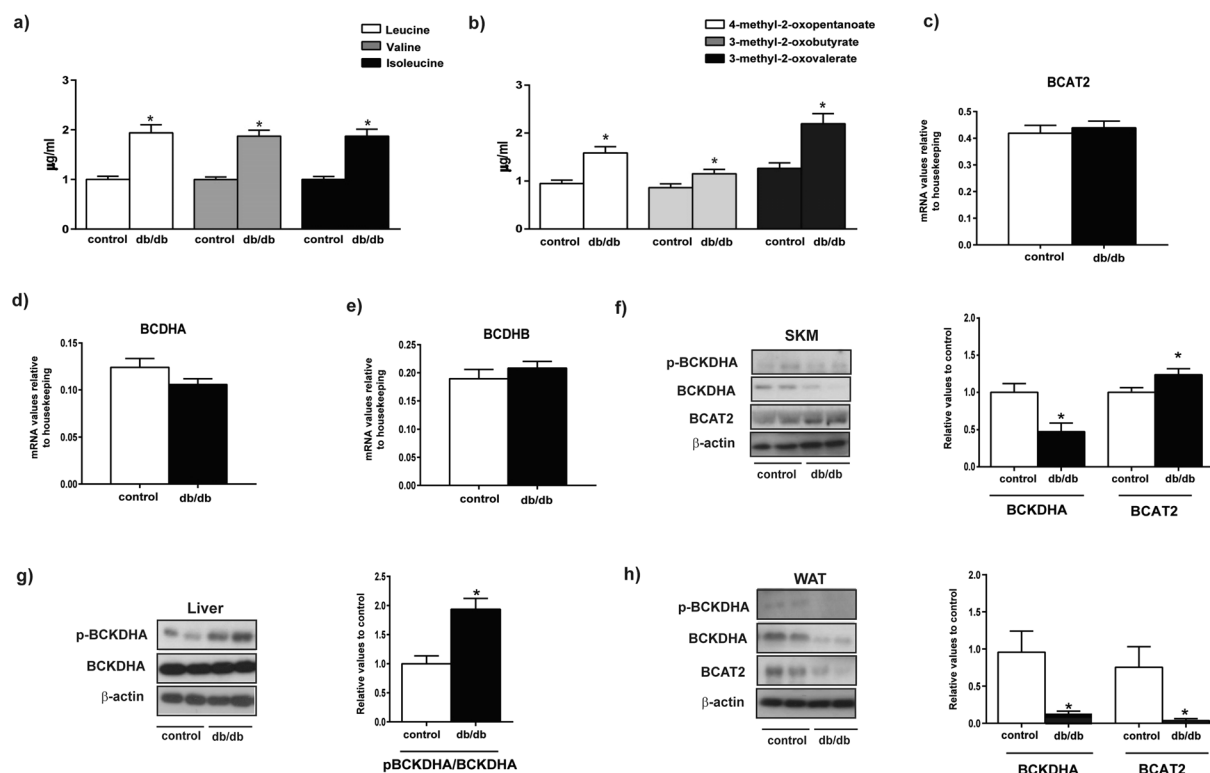 a)
Leucine
Valine
Isoleucine
µg/ml
3
2
1
0
*
*
*
control db/db control db/db control db/db
b)
4-methyl-2-oxopentanoate
3-methyl-2-oxobutyrate
3-methyl-2-oxovalerate
µg/ml
3
2
1
0
*
*
*
control db/db control db/db control db/db
c)
BCAT2
mRNA values relative
to housekeeping
0.4
0.4
0.3
0.2
0.1
0.0
control db/db
d)
BCDHA
mRNA values relative
to housekeeping
0.15
0.10
0.05
0.00
control db/db
e)
BCDHB
mRNA values relative
to housekeeping
0.20
0.20
0.15
0.10
0.05
0.00
control db/db
f)
SKM
p-BCKDHA
BCKDHA
BCAT2
β-actin
control db/db
Relative values to control
2.0
1.5
1.0
0.5
0.0
*
*
control db/db control db/db
BCKDHA BCAT2
g)
Liver
p-BCKDHA
BCKDHA
β-actin
control db/db
Relative values to control
2.5
2.0
1.5
1.0
0.5
0.0
*
control db/db
pBCKDHA/BCKDHA
h)
WAT
p-BCKDHA
BCKDHA
BCAT2
β-actin
control db/db
Relative values to control
2.0
1.5
1.0
0.5
0.0
*
*
control db/db control db/db
BCKDHA BCAT2